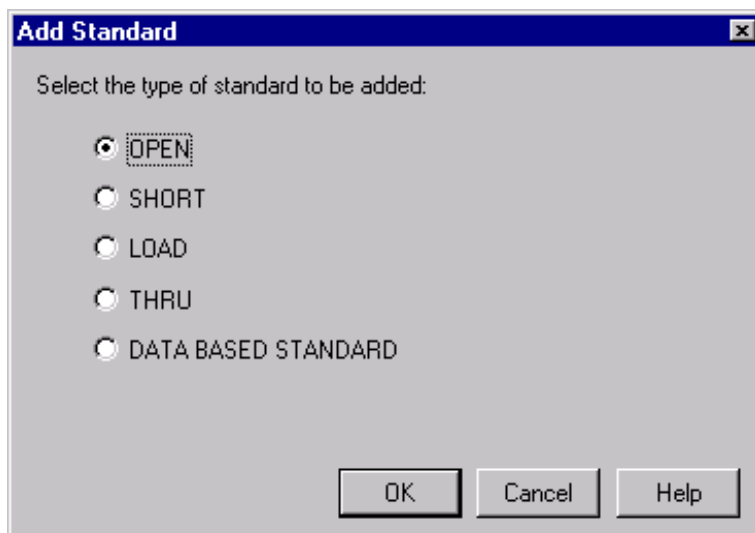 Add Standard
Select the type of standard to be added:
OPEN
SHORT
LOAD
THRU
DATA BASED STANDARD
OK Cancel Help